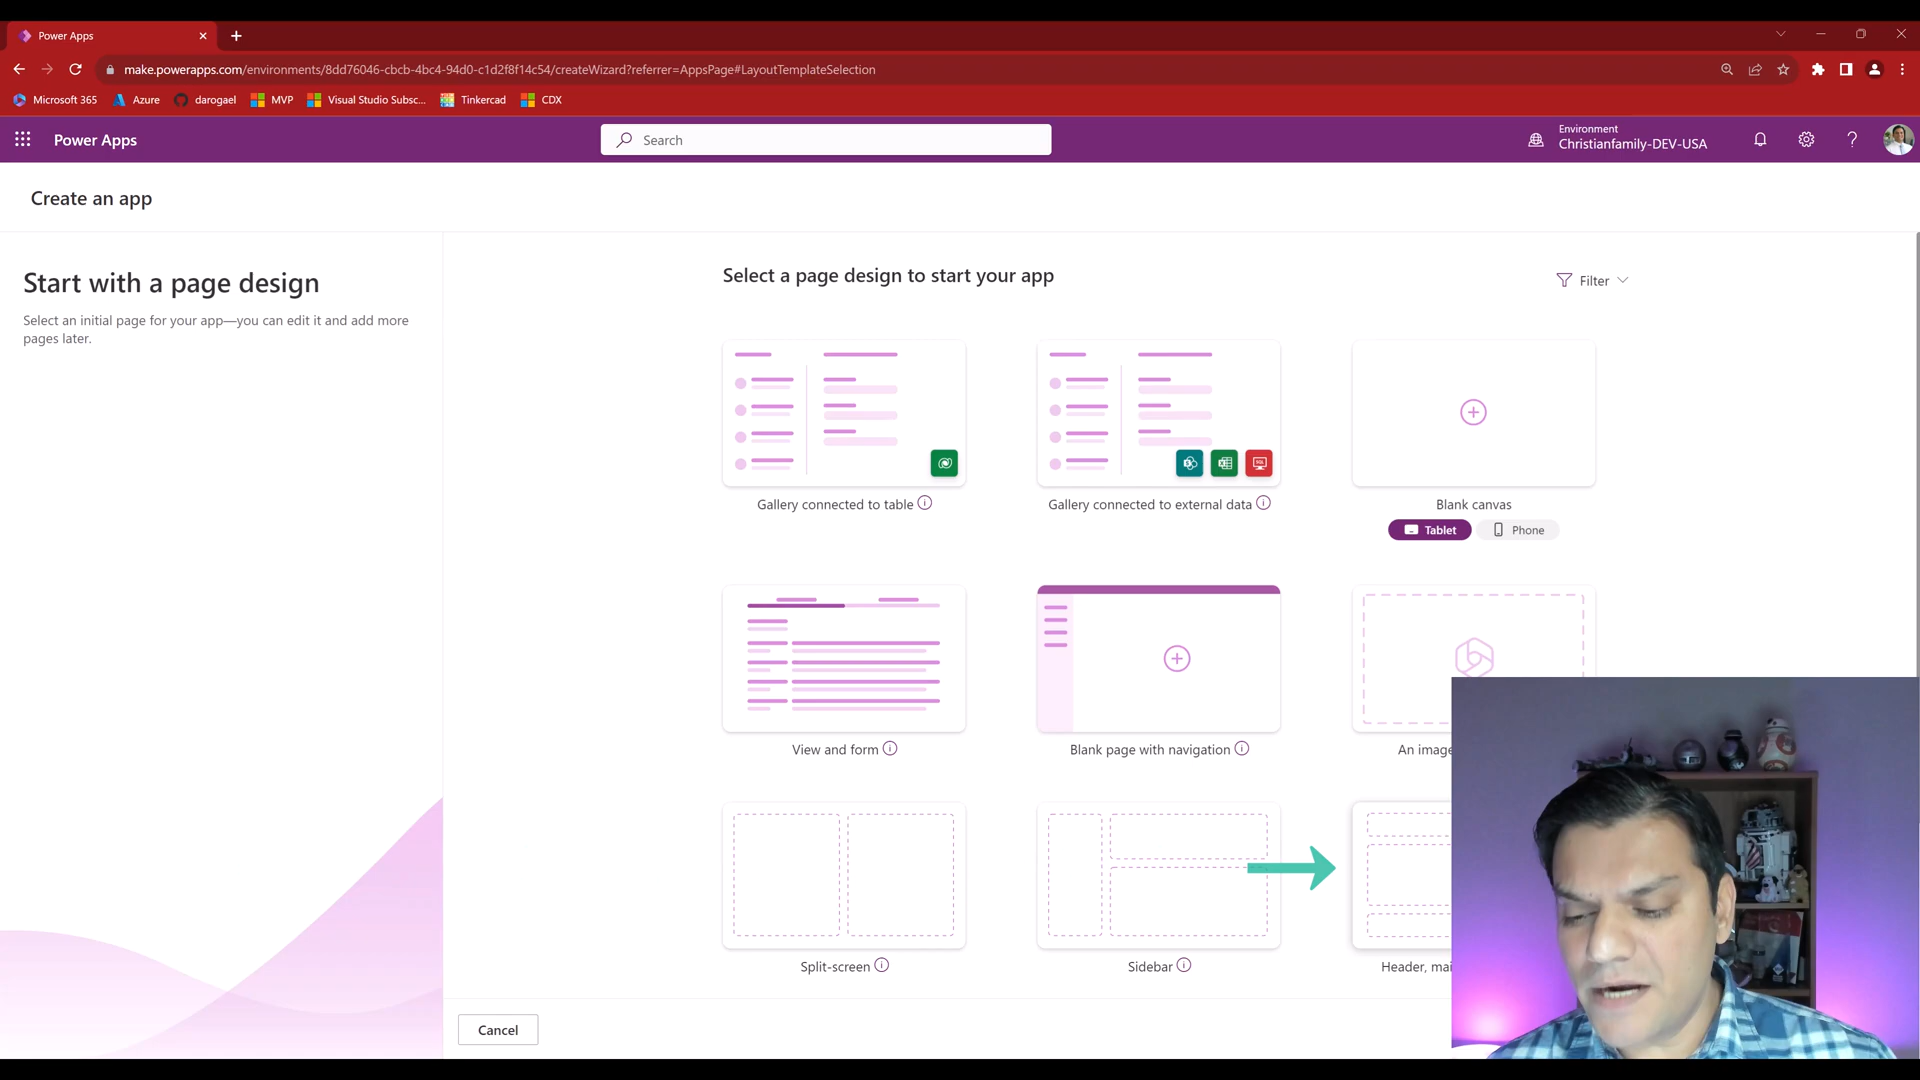 Power Apps
make.powerapps.com/environments/8dd76046-cbcb-4bc4-94d0-c1d2f8f14c54/createWizard?referrer=AppsPage#LayoutTemplateSelection
Microsoft 365
Azure
darogael
MVP
Visual Studio Subsc...
Tinkercad
CDX
Power Apps
Search
Environment
Christianfamily-DEV-USA
Create an app
Start with a page design
Select an initial page for your app—you can edit it and add more
pages later.
Select a page design to start your app
Filter
Gallery connected to table
Gallery connected to external data
Blank canvas
Tablet
Phone
View and form
Blank page with navigation
An image
Split-screen
Sidebar
Header, mai
Cancel